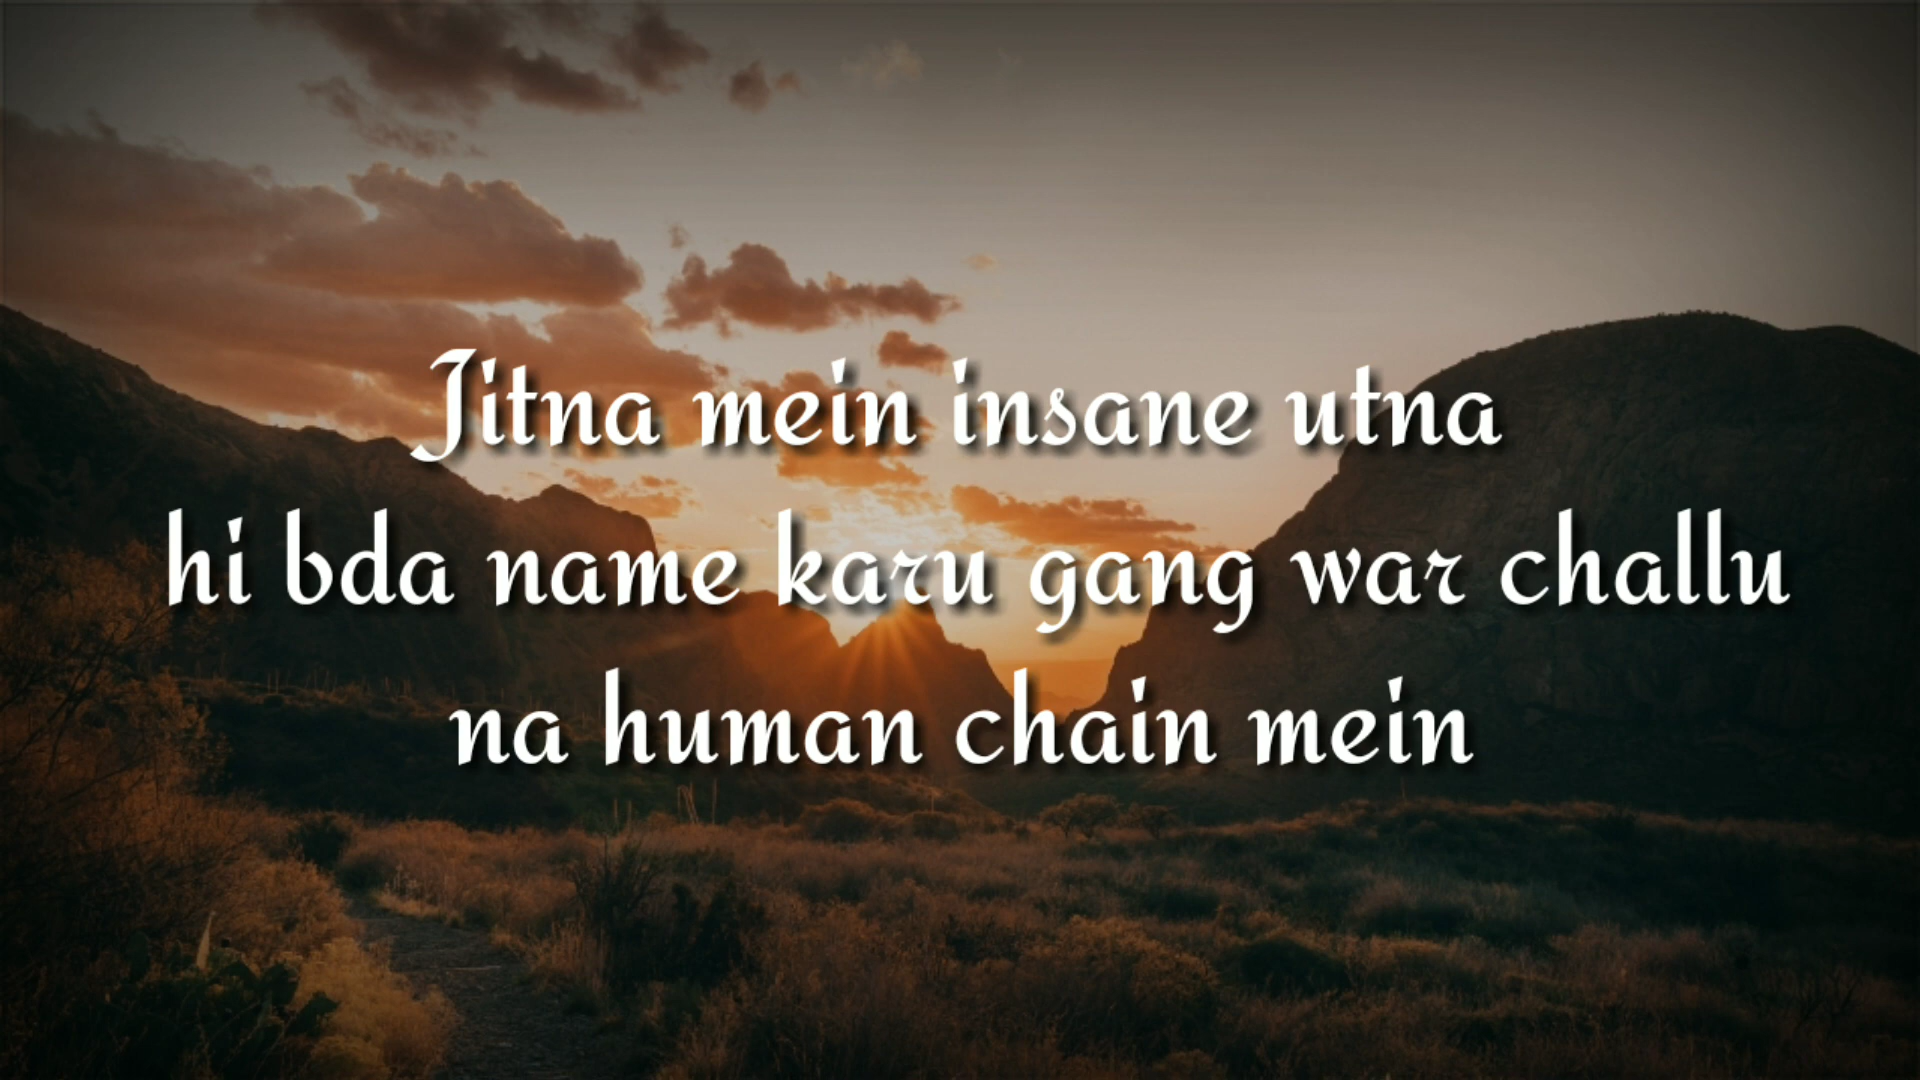 Jitna mein insane utna
hi bda name karu gang war challu
na human chain mein